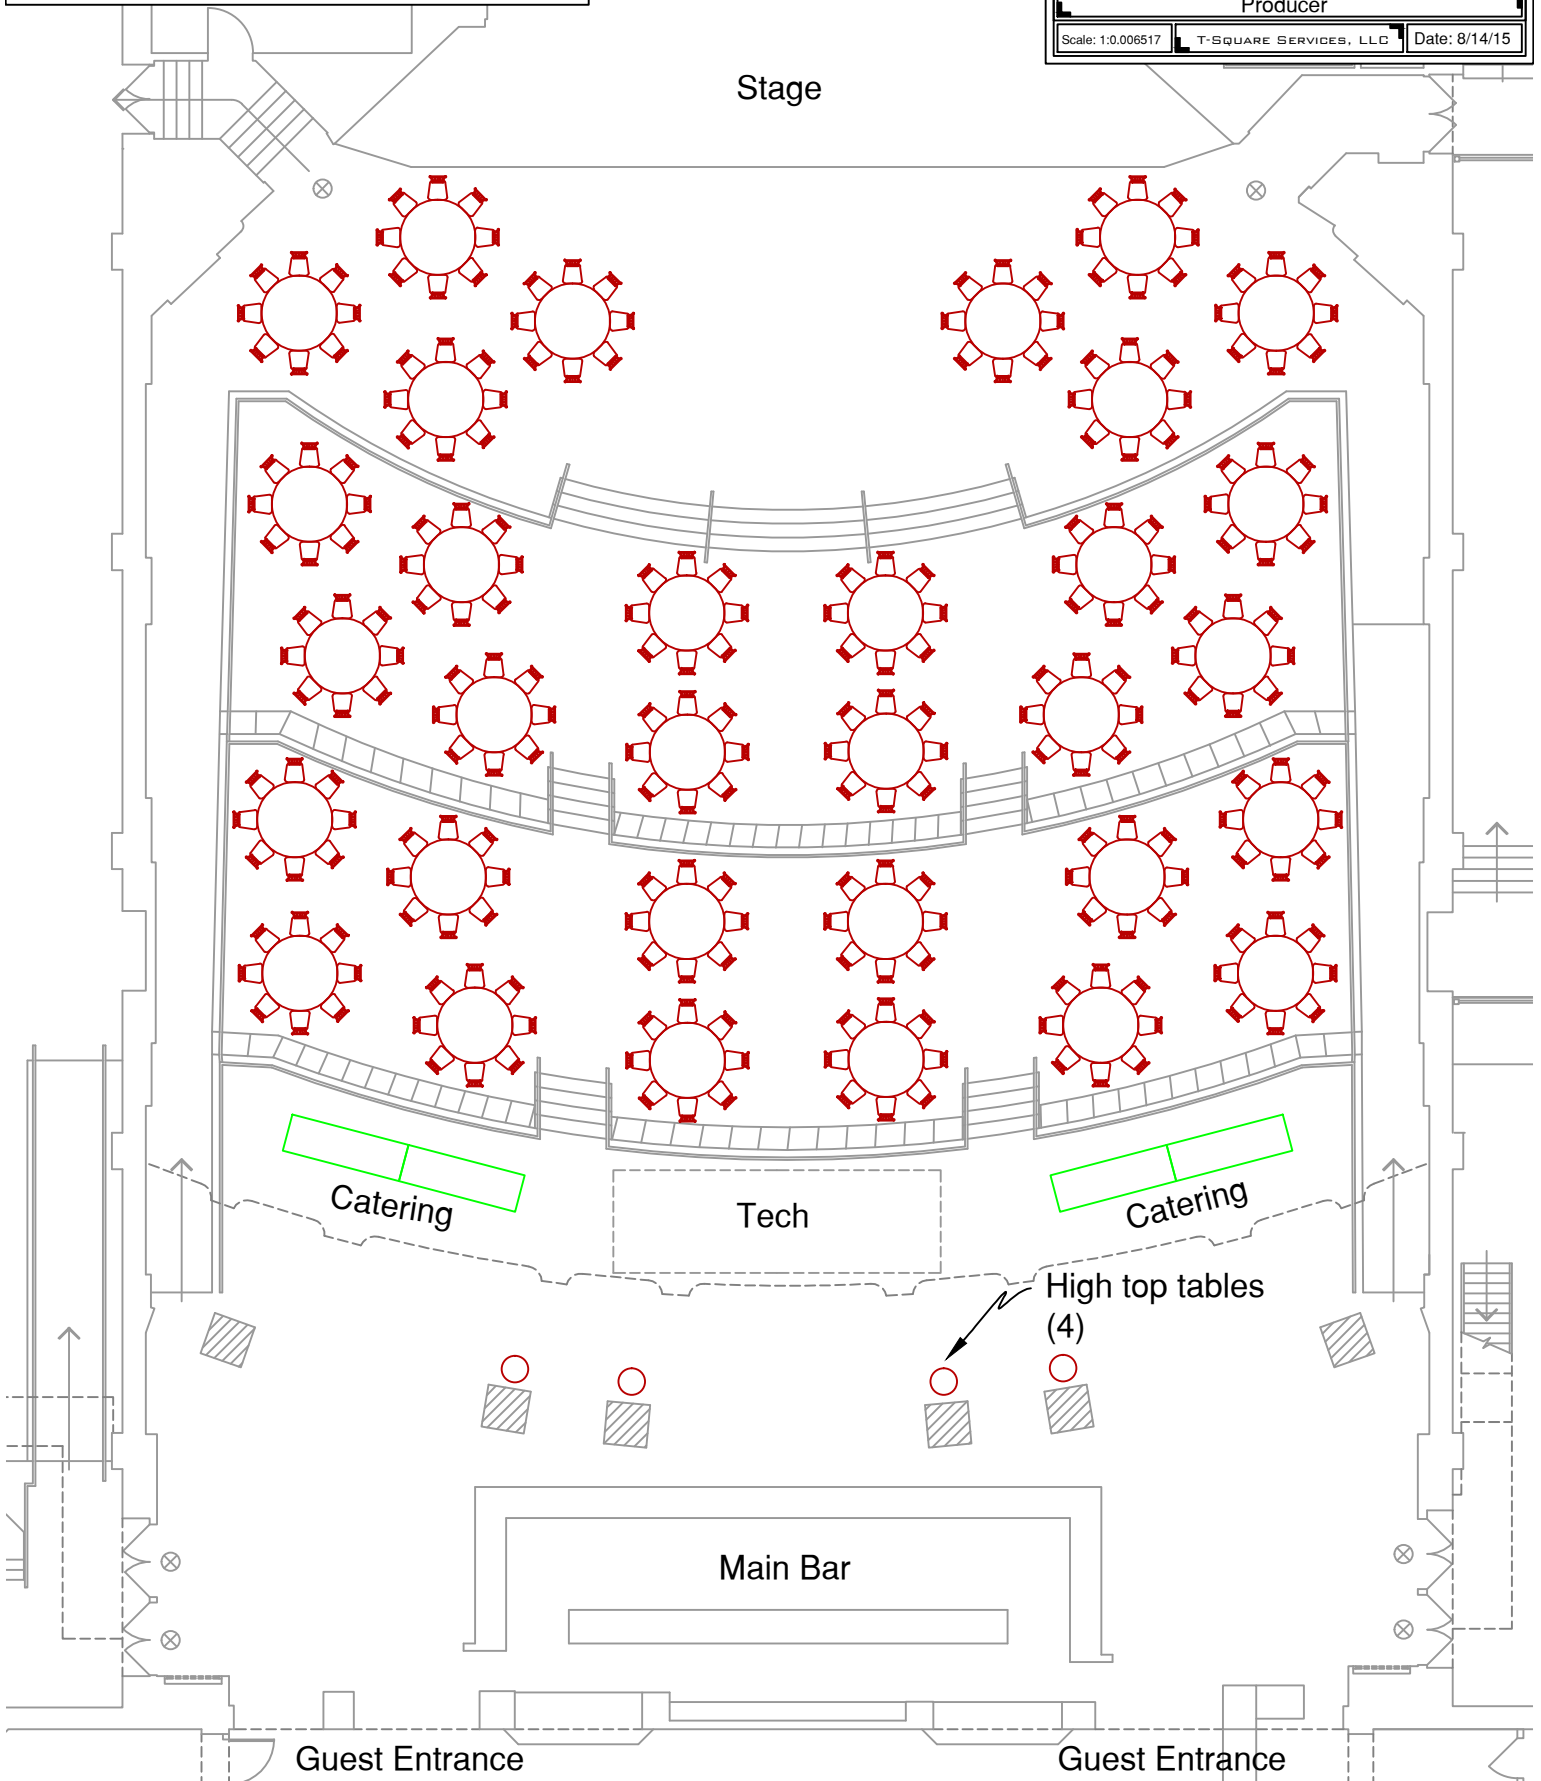 Producer
Scale: 1:0.006517
T-Square Services, LLC
Date: 8/14/15
Stage
Catering
Tech
Catering
High top tables
(4)
Main Bar
Guest Entrance
Guest Entrance